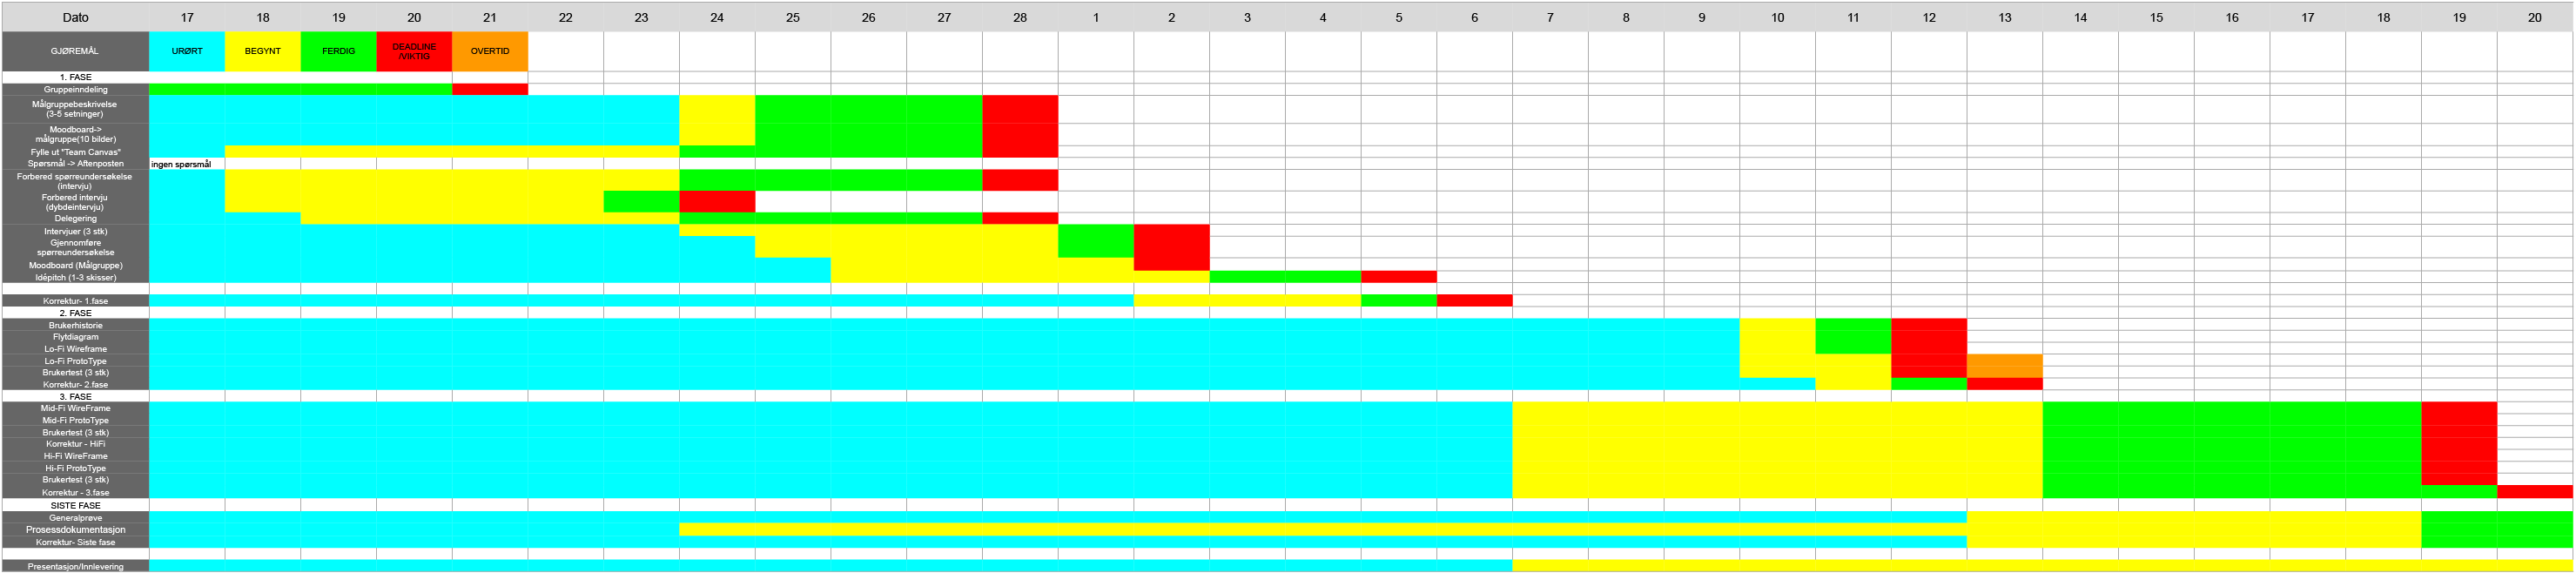 Dato 17 18 19 20 21 22 23 24 25 26 27 28 1 2 3 4 5 6 7 8 9 10 11 12 13 14 15 16 17 18 19 20
GJØREMÅL URØRT BEGYNT FERDIG DEADLINE
/VIKTIG OVERTID
1. FASE
Gruppeinndeling
Målgruppebeskrivelse
(3-5 setninger)
Moodboard->
målgruppe(10 bilder)
Fylle ut "Team Canvas"
Spørsmål -> Aftenposten ingen spørsmål
Forbered spørreundersøkelse
(intervju)
Forbered intervju
(dybdeintervju)
Delegering
Intervjuer (3 stk)
Gjennomføre
spørreundersøkelse
Moodboard (Målgruppe)
Idépitch (1-3 skisser)
Korrektur- 1.fase
2. FASE
Brukerhistorie
Flytdiagram
Lo-Fi Wireframe
Lo-Fi ProtoType
Brukertest (3 stk)
Korrektur- 2.fase
3. FASE
Mid-Fi WireFrame
Mid-Fi ProtoType
Brukertest (3 stk)
Korrektur - HiFi
Hi-Fi WireFrame
Hi-Fi ProtoType
Brukertest (3 stk)
Korrektur - 3.fase
SISTE FASE
Generalprøve
Prosessdokumentasjon
Korrektur- Siste fase
Presentasjon/Innlevering